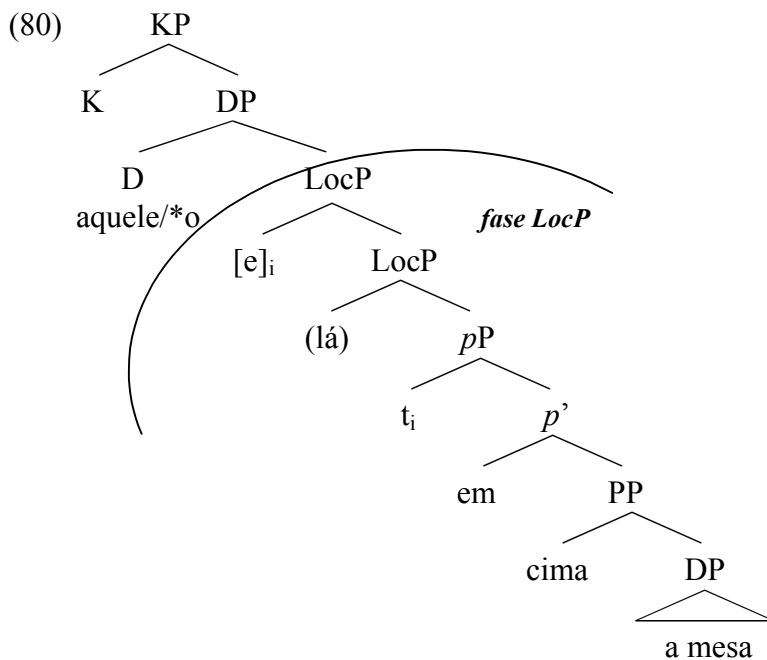 (80) KP
K DP
D LocP
aquele/*o fase LocP
[e]i LocP
(lá) pP
ti p’
em PP
cima DP
a mesa